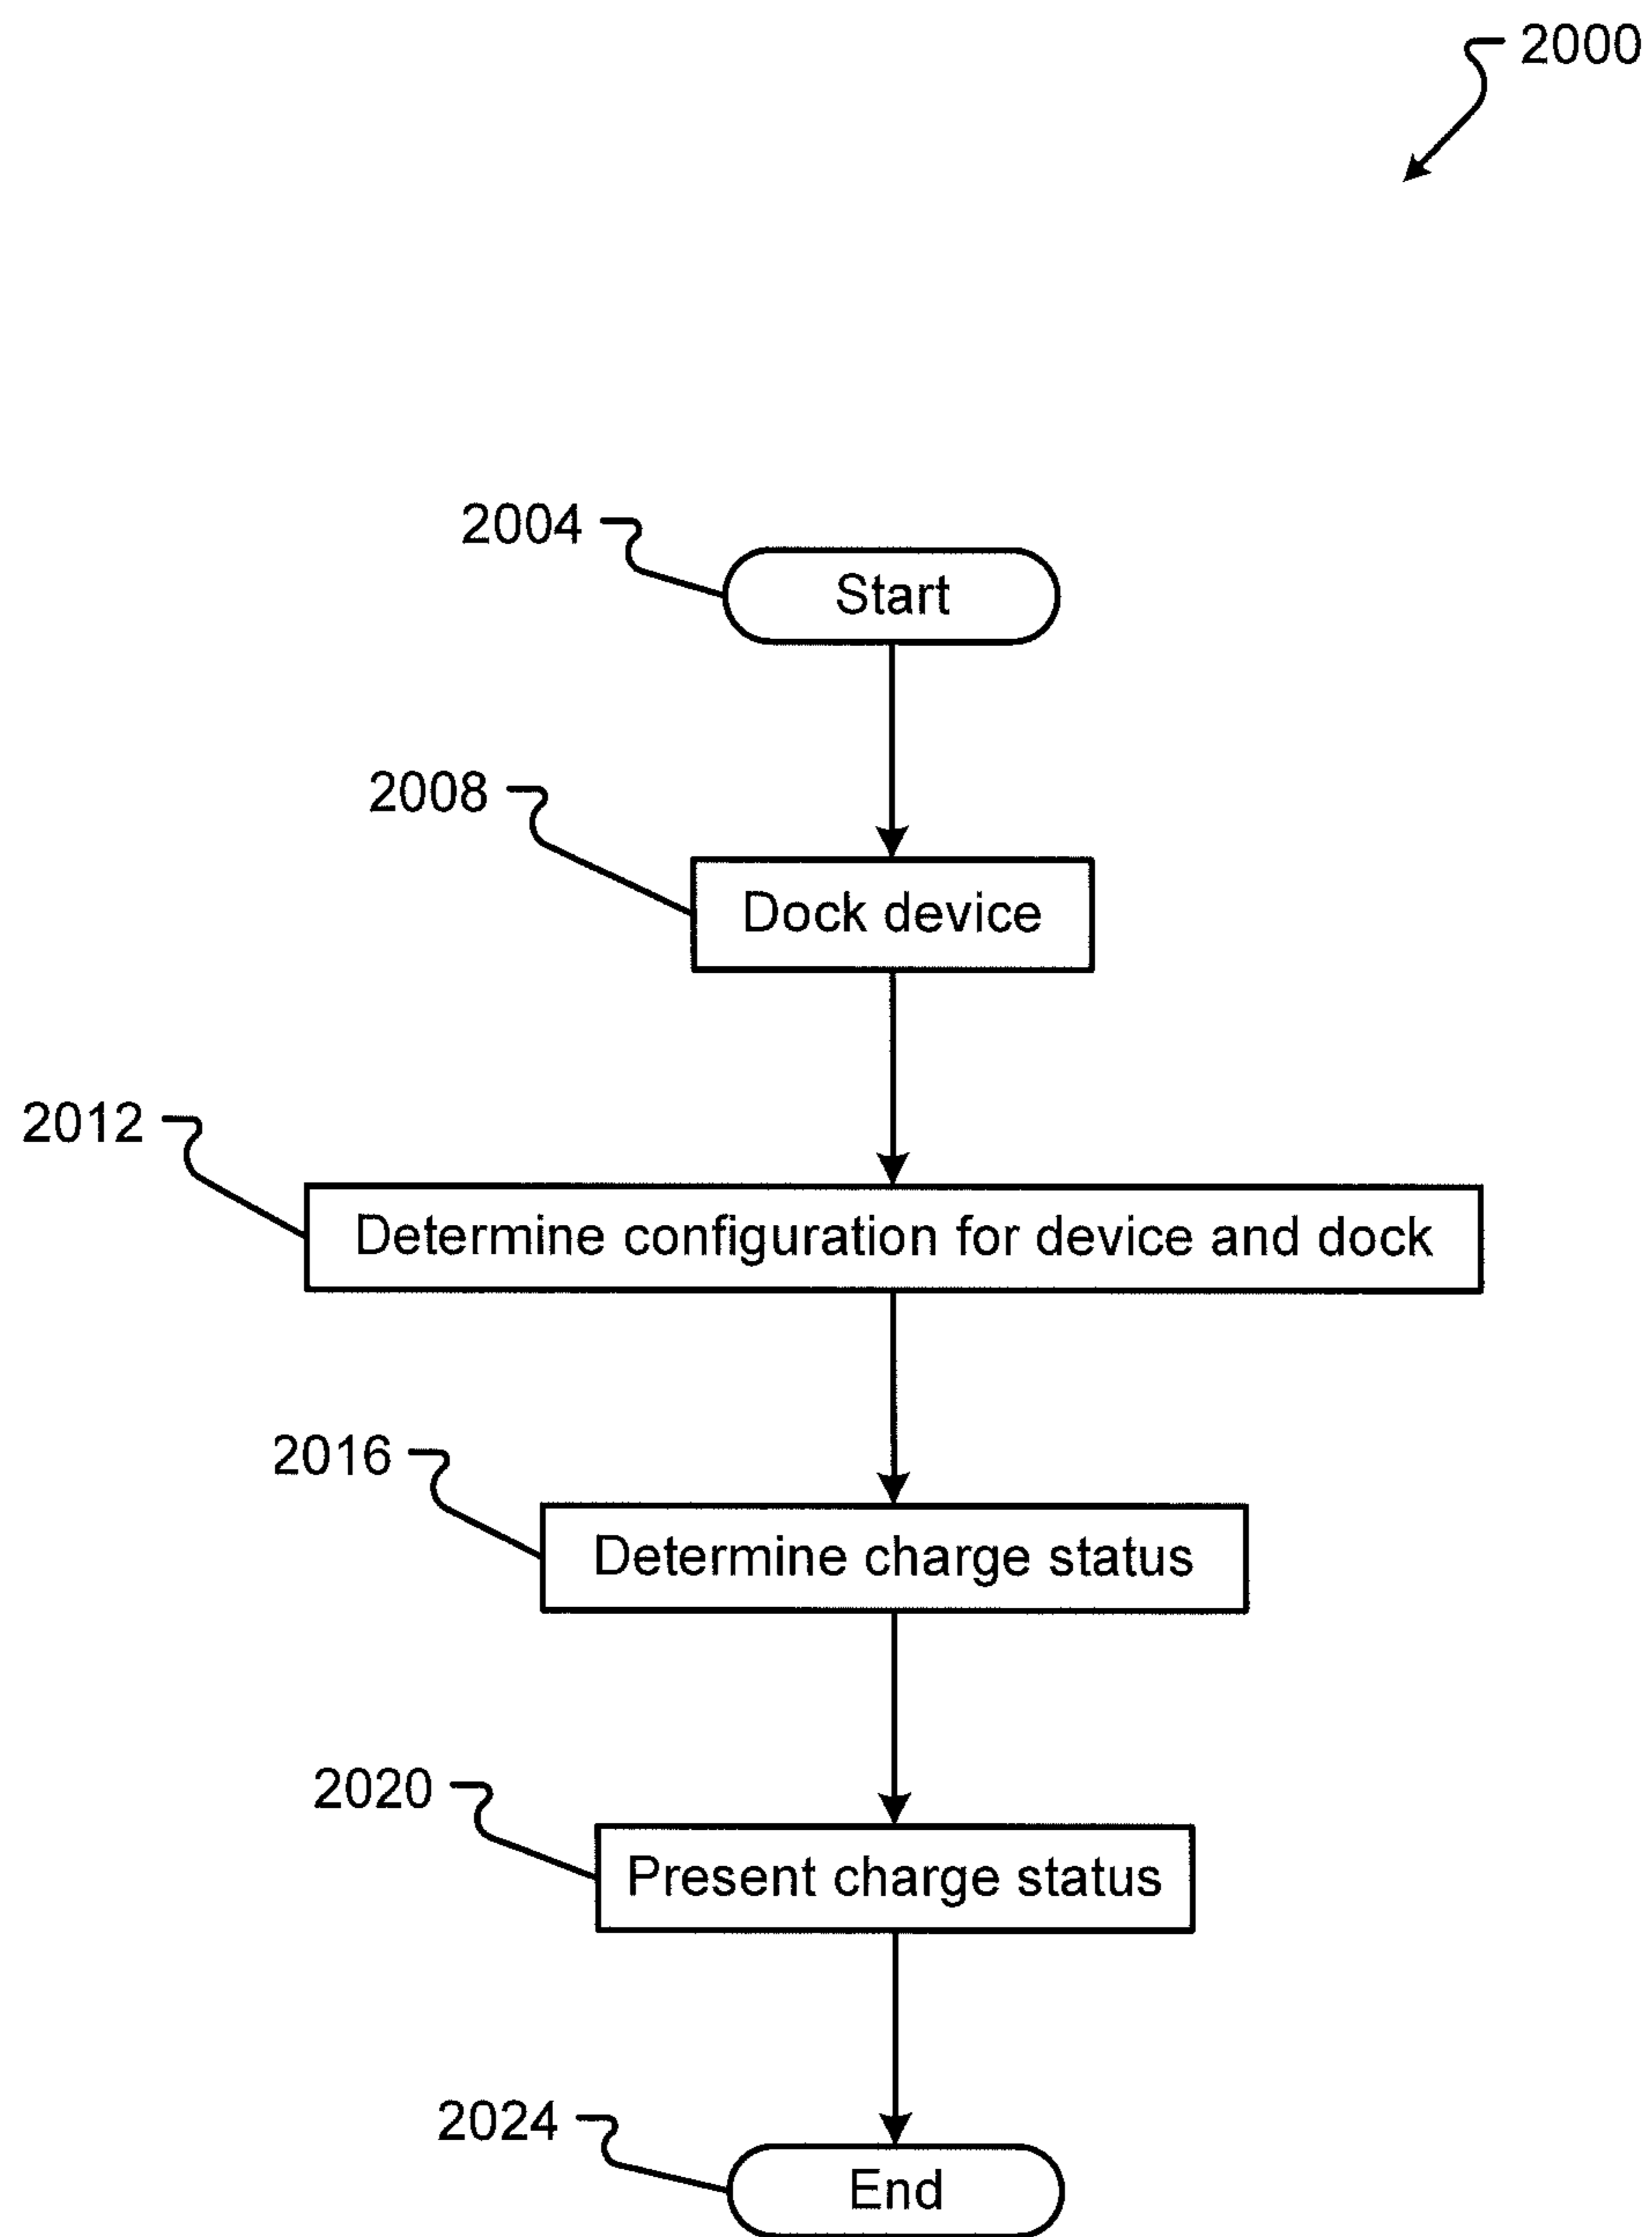 2000
2004
Start
2008
Dock device
2012
Determine configuration for device and dock
2016
Determine charge status
2020
Present charge status
2024
End